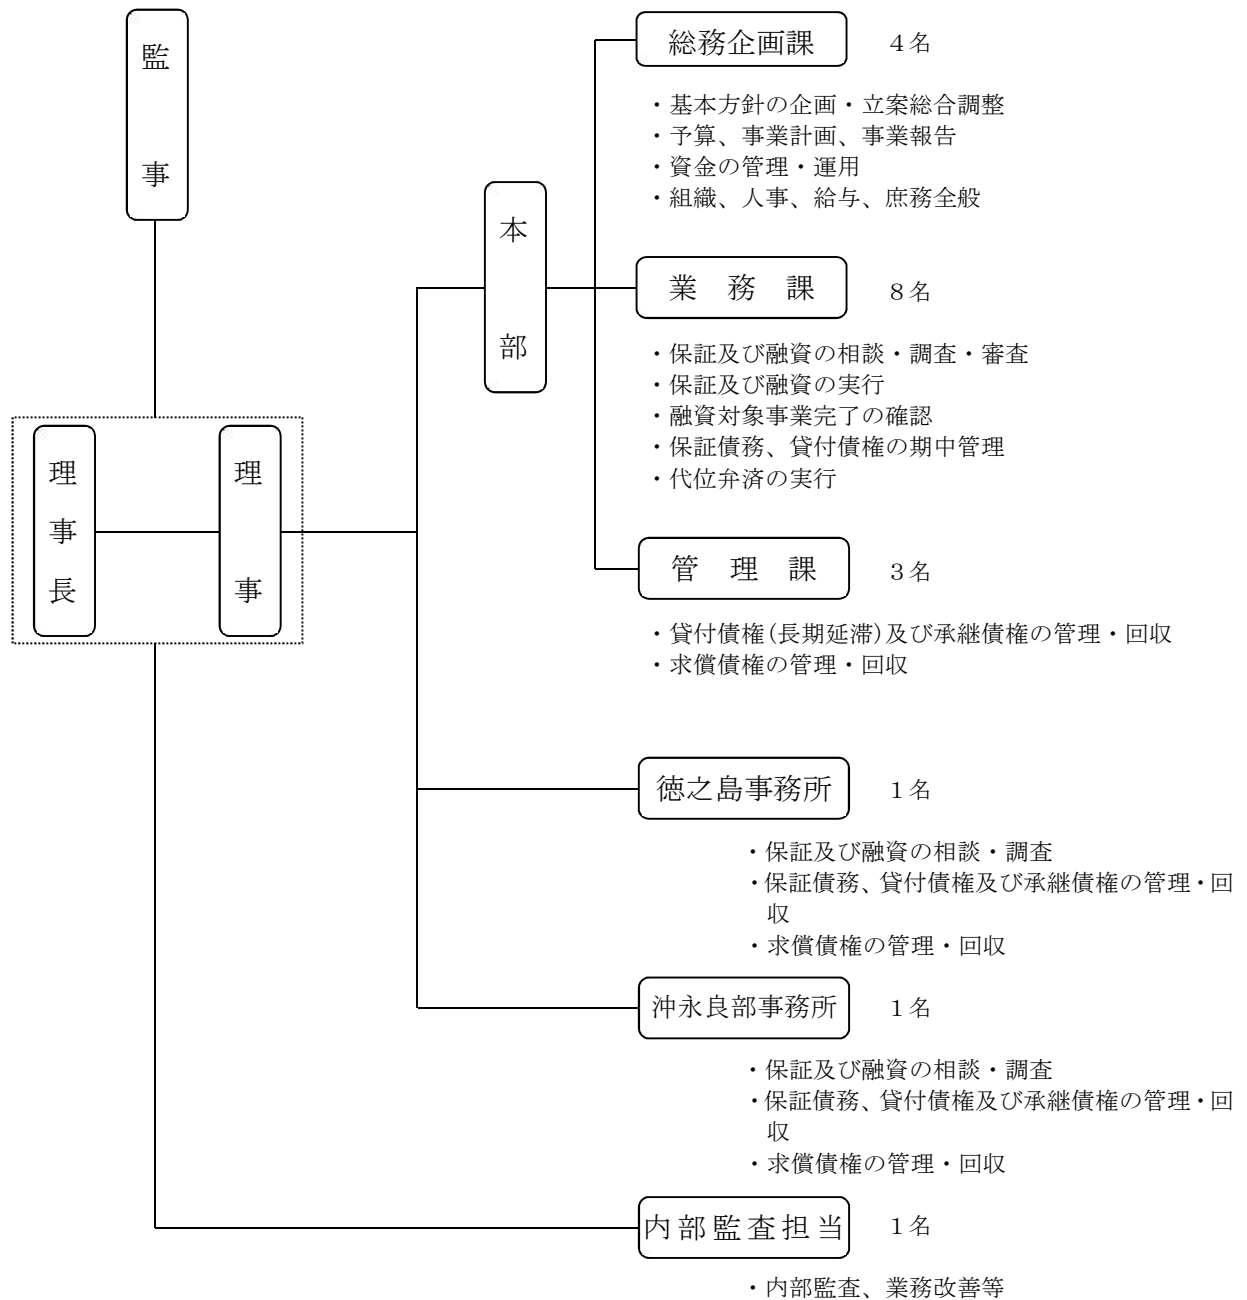 監事
総務企画課 4名
・基本方針の企画・立案総合調整
・予算、事業計画、事業報告
・資金の管理・運用
・組織、人事、給与、庶務全般
本部
業務課 8名
・保証及び融資の相談・調査・審査
・保証及び融資の実行
・融資対象事業完了の確認
・保証債務、貸付債権の期中管理
・代位弁済の実行
理事長
理事
管理課 3名
・貸付債権(長期延滞)及び承継債権の管理・回収
・求償債権の管理・回収
徳之島事務所 1名
・保証及び融資の相談・調査
・保証債務、貸付債権及び承継債権の管理・回
収
・求償債権の管理・回収
沖永良部事務所 1名
・保証及び融資の相談・調査
・保証債務、貸付債権及び承継債権の管理・回
収
・求償債権の管理・回収
内部監査担当 1名
・内部監査、業務改善等